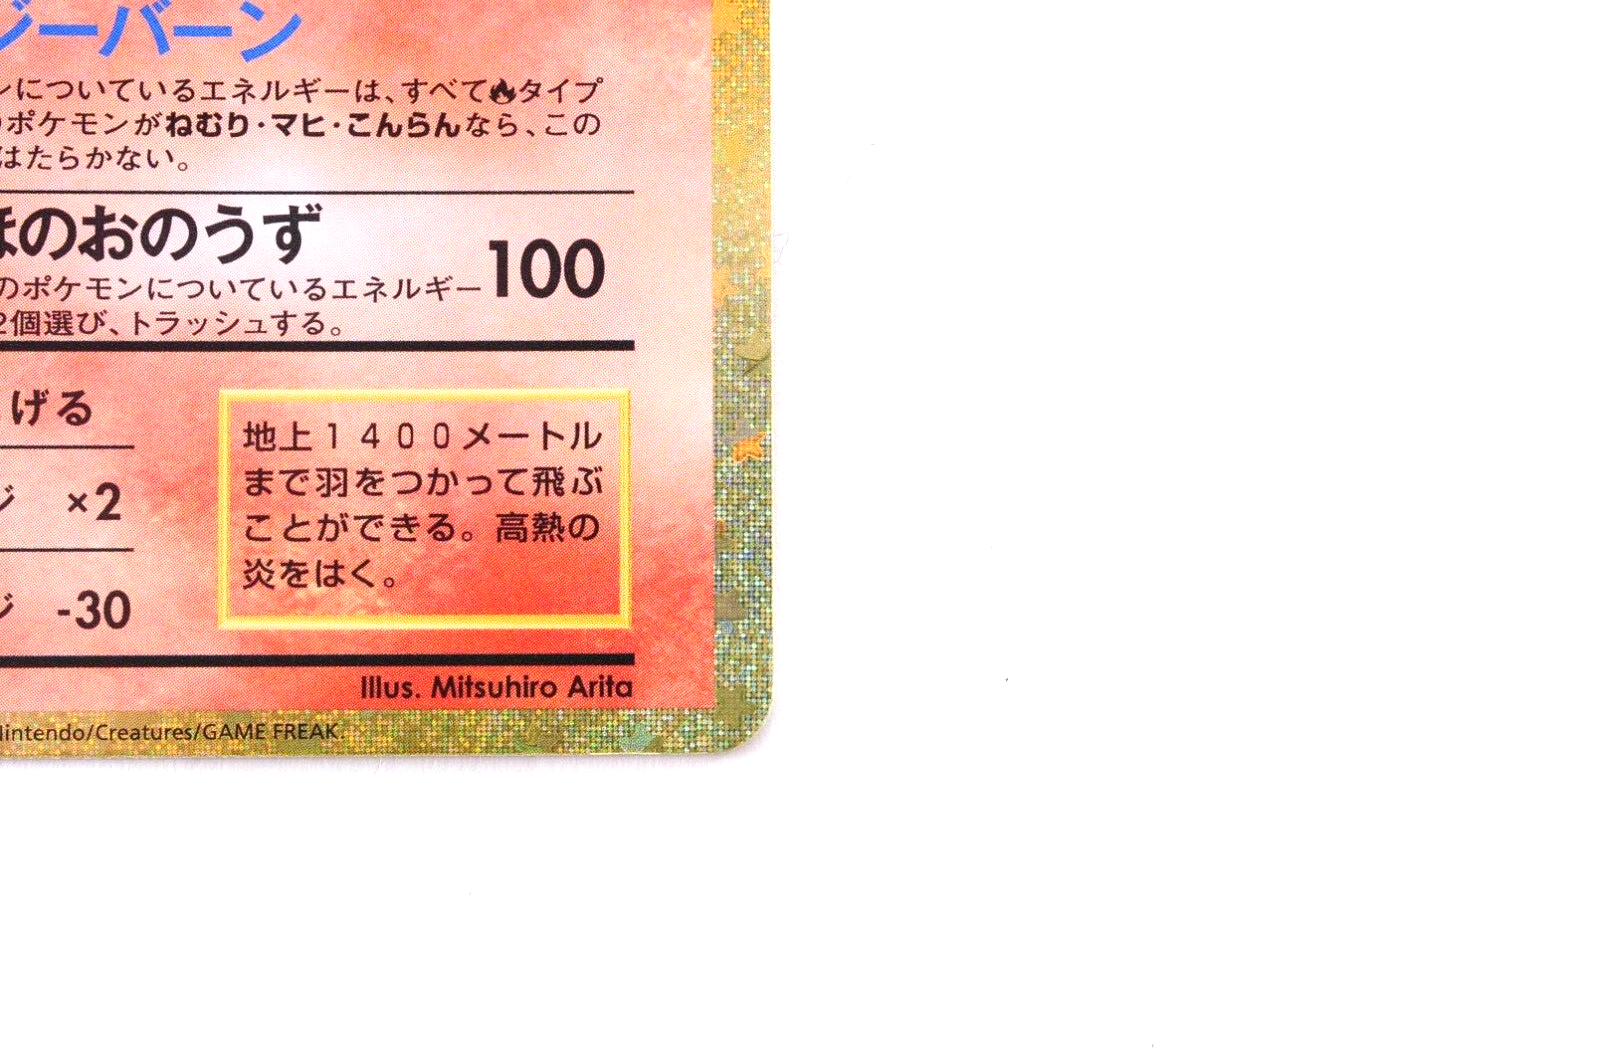 ジーバーン
ンについているエネルギーは、すべて🔥タイプ
のポケモンがねむり・マヒ・こんらんなら、この
はたらかない。
ほのおのうず
100
のポケモンについているエネルギー
2個選び、トラッシュする。
げる
地上1400メートル
まで羽をつかって飛ぶ
ことができる。高熱の
炎をはく。
×2
-30
Illus. Mitsuhiro Arita
Nintendo/Creatures/GAME FREAK.